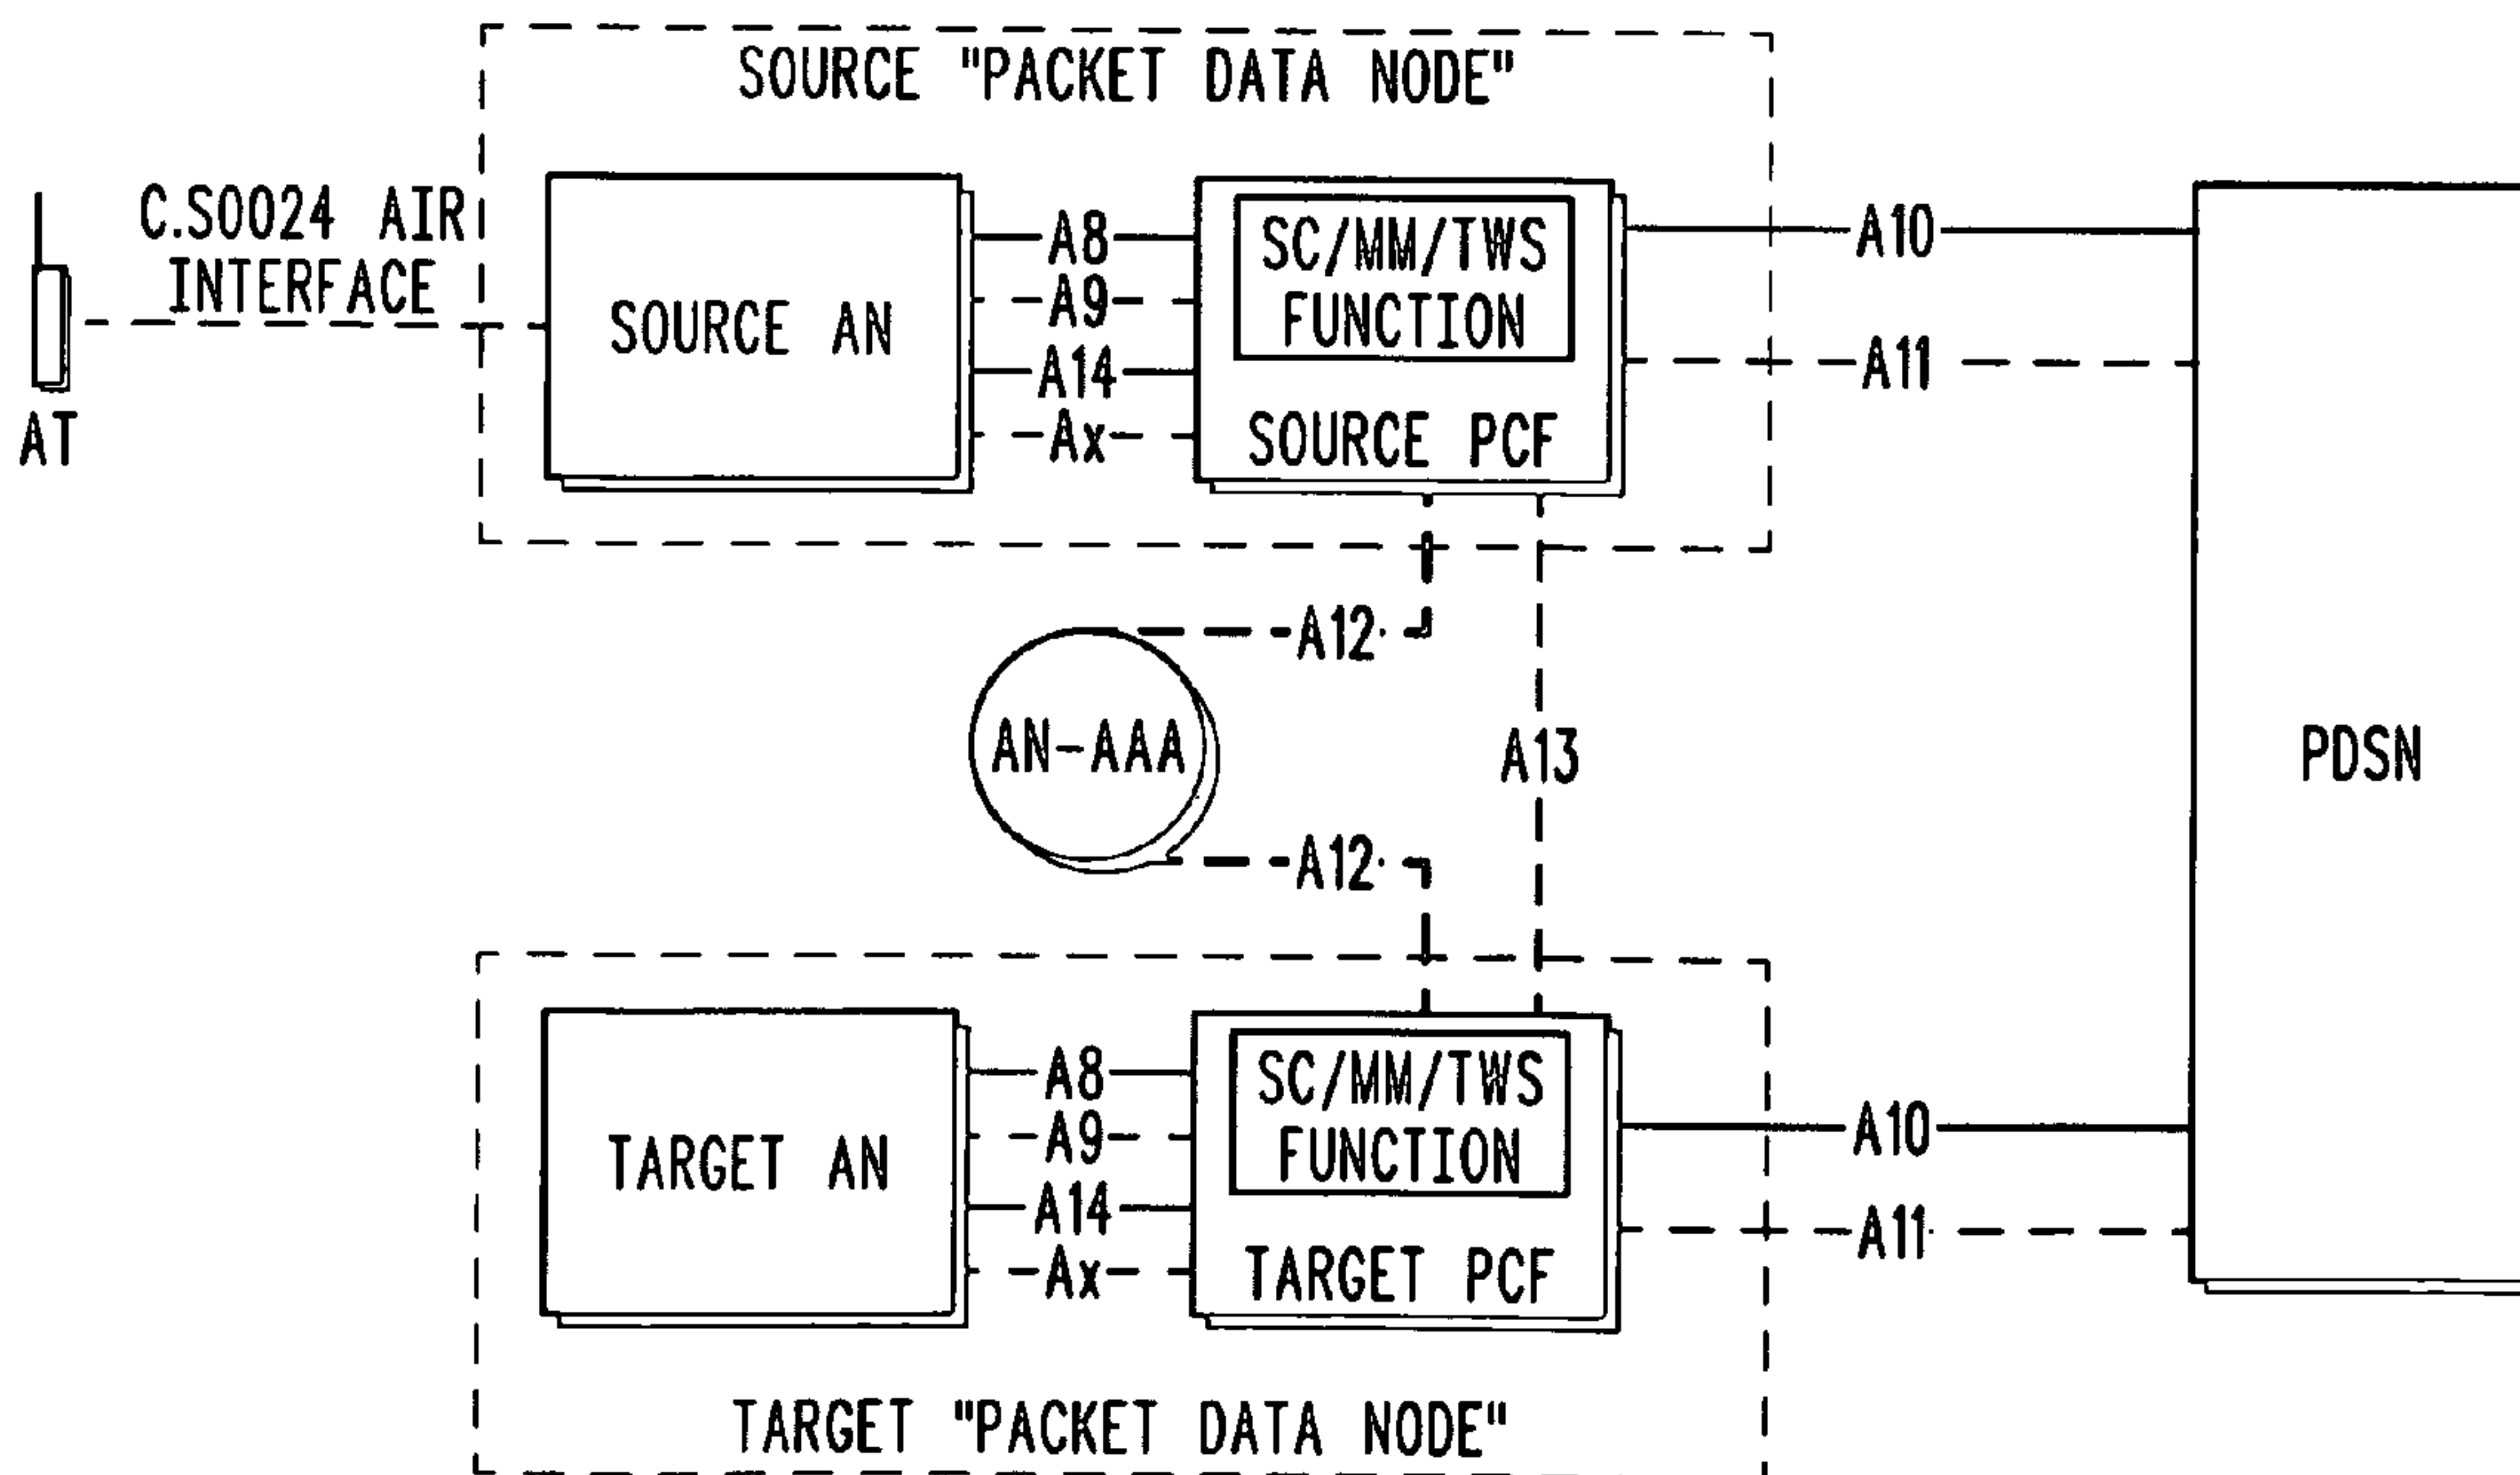 SOURCE "PACKET DATA NODE"
C.S0024 AIR
INTERFACE
AT
SOURCE AN
A8
A9
A14
Ax
SC/MM/TWS
FUNCTION
SOURCE PCF
A10
A11
A12
AN-AAA
A13
A12
PDSN
TARGET AN
A8
A9
A14
Ax
SC/MM/TWS
FUNCTION
TARGET PCF
A10
A11
TARGET "PACKET DATA NODE"